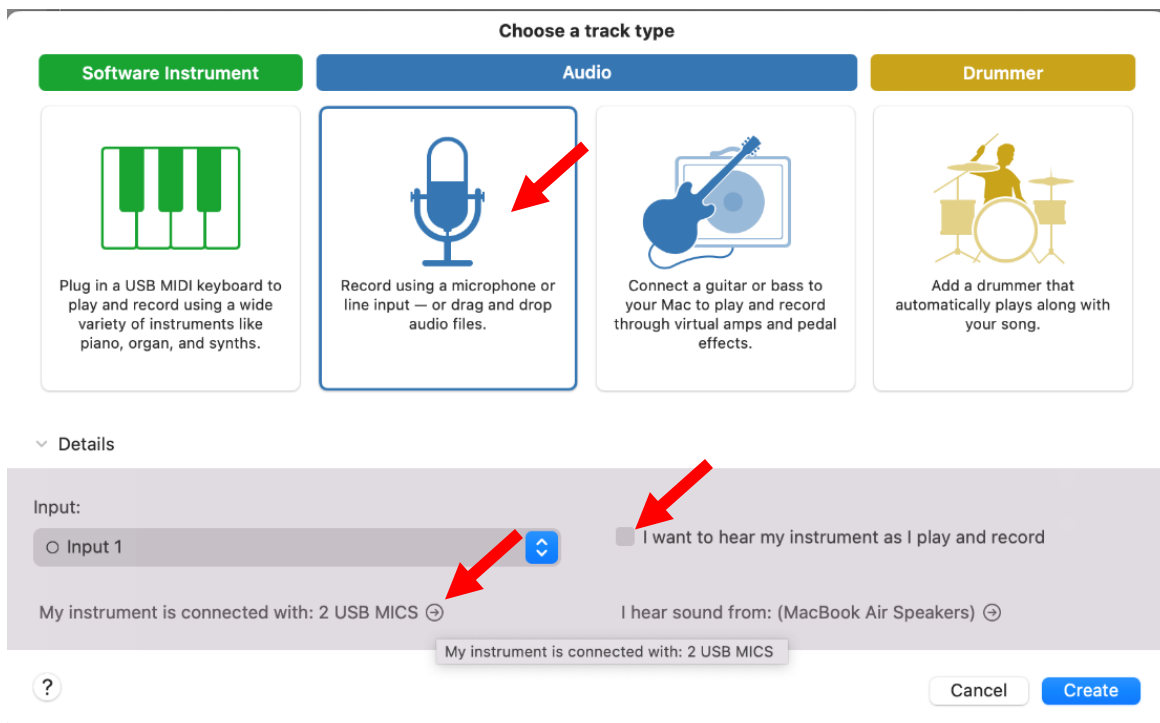 Choose a track type
Software Instrument
Audio
Drummer
Plug in a USB MIDI keyboard to
play and record using a wide
variety of instruments like
piano, organ, and synths.
Record using a microphone or
line input — or drag and drop
audio files.
Connect a guitar or bass to
your Mac to play and record
through virtual amps and pedal
effects.
Add a drummer that
automatically plays along with
your song.
Details
Input:
Input 1
I want to hear my instrument as I play and record
My instrument is connected with: 2 USB MICS
I hear sound from: (MacBook Air Speakers)
My instrument is connected with: 2 USB MICS
?
Cancel
Create